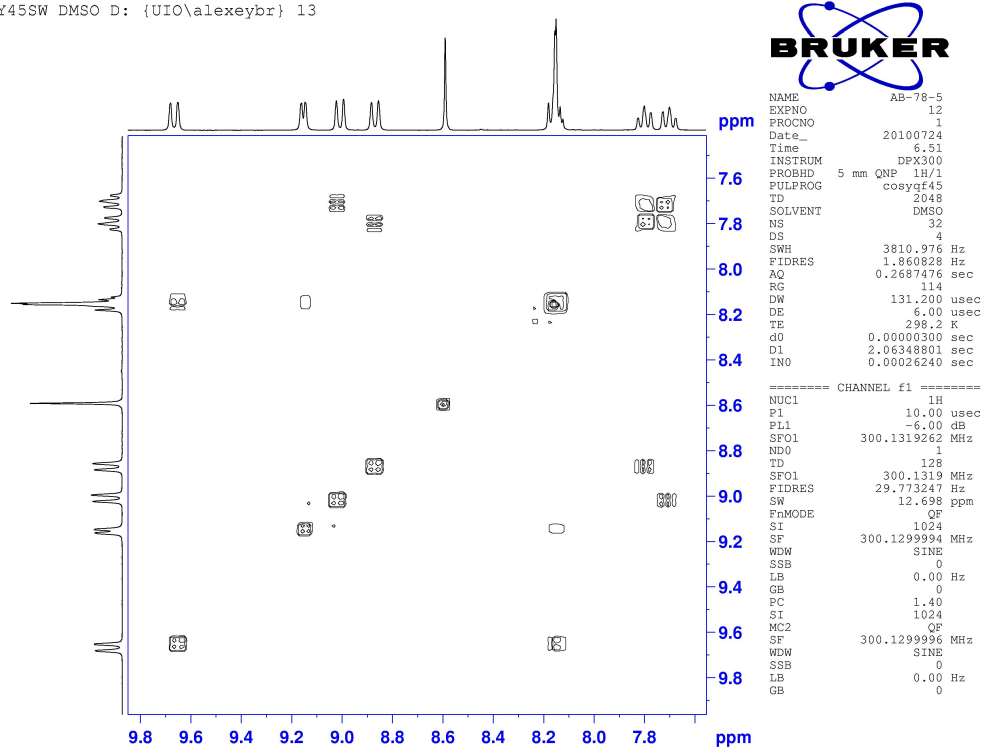 Y45SW DMSO D: {UIO\alexeybr} 13
BRUKER
ppm
7.6
7.8
8.0
8.2
8.4
8.6
8.8
9.0
9.2
9.4
9.6
9.8
9.8 9.6 9.4 9.2 9.0 8.8 8.6 8.4 8.2 8.0 7.8 ppm
NAME AB-78-5
EXPNO 12
PROCNO 1
Date_ 20100724
Time 6.51
INSTRUM DPX300
PROBHD 5 mm QNP 1H/1
PULPROG cosyqf45
TD 2048
SOLVENT DMSO
NS 32
DS 4
SWH 3810.976 Hz
FIDRES 1.860828 Hz
AQ 0.2687476 sec
RG 114
DW 131.200 usec
DE 6.00 usec
TE 298.2 K
d0 0.00000300 sec
D1 2.06348801 sec
IN0 0.00026240 sec
======== CHANNEL f1 ========
NUC1 1H
P1 10.00 usec
PL1 -6.00 dB
SFO1 300.1319262 MHz
ND0 1
TD 128
SFO1 300.1319 MHz
FIDRES 29.773247 Hz
SW 12.698 ppm
FnMODE QF
SI 1024
SF 300.1299994 MHz
WDW SINE
SSB 0
LB 0.00 Hz
GB 0
PC 1.40
SI 1024
MC2 QF
SF 300.1299996 MHz
WDW SINE
SSB 0
LB 0.00 Hz
GB 0